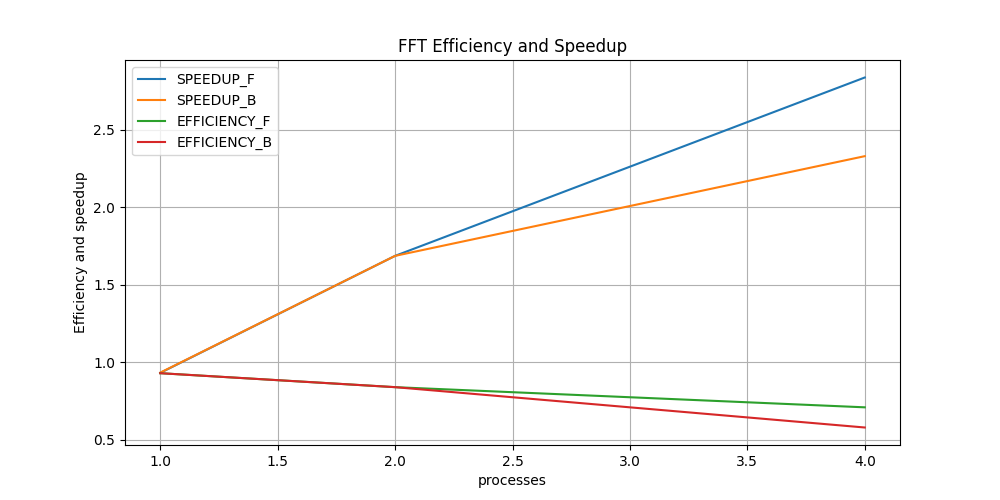 FFT Efficiency and Speedup
SPEEDUP_F
SPEEDUP_B
EFFICIENCY_F
EFFICIENCY_B
Efficiency and speedup
2.5
2.0
1.5
1.0
0.5
1.0 1.5 2.0 2.5 3.0 3.5 4.0
processes